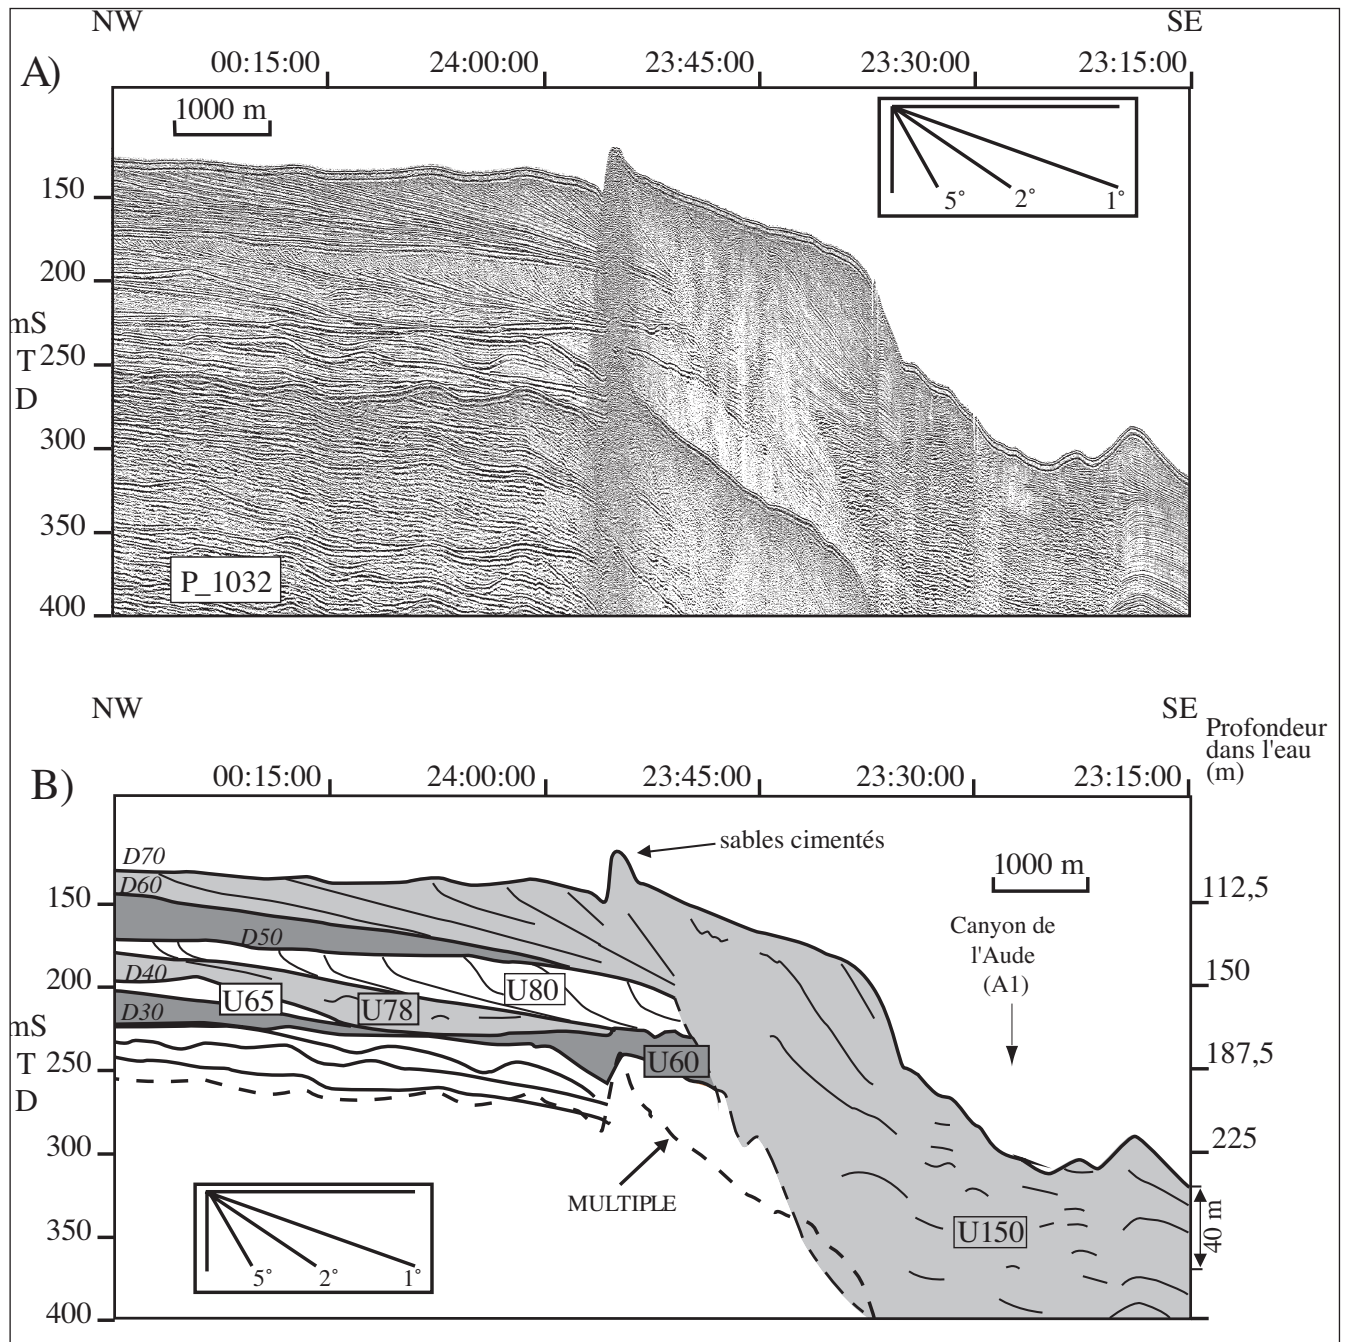 NW SE
A) 00:15:00 24:00:00 23:45:00 23:30:00 23:15:00
1000 m
5° 2° 1°
150
200
mS
T 250
D
300
350
P_1032
400
NW SE
Profondeur
dans l'eau
(m)
B) 00:15:00 24:00:00 23:45:00 23:30:00 23:15:00
sables cimentés
D70
1000 m
D60
150 112,5
Canyon de
D50 l'Aude
D40 200 150
(A1)
U65 U78 U80
D30
mS
T 250 U60 187,5
D
300 225
MULTIPLE
350 U150 40 m
5° 2° 1°
400